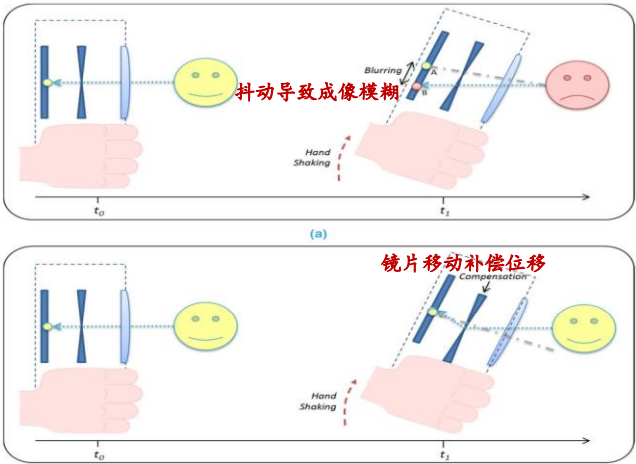 Blurring
A
抖动导致成像模糊
B
Hand
Shaking
t0
t1
(a)
镜片移动补偿位移
Compensation
Hand
Shaking
t0
t1